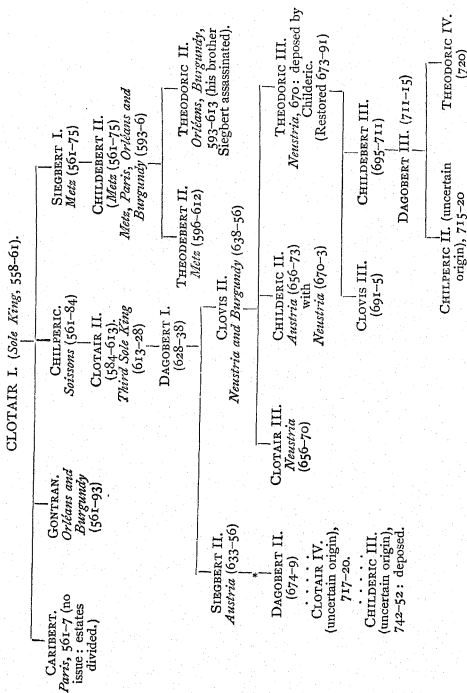 CLOTAIR I. (Sole King, 558–61).
CARIBERT.
Paris, 561–7 (no
issue : estates
divided.)
GONTRAN.
Orléans and
Burgundy
(561–93)
CHILPERIC.
Soissons (561–84)
CLOTAIR II.
(584–613).
Third Sole King
(613–28)
DAGOBERT I.
(628–38)
SIEGBERT I.
Metz (561–75)
CHILDEBERT II.
(Metz (561–75)
Metz, Paris, Orléans and
Burgundy (593–6)
THEODEBERT II.
Metz (596–612)
THEODORIC II.
Orléans, Burgundy,
593–613 (his brother
Siegbert assassinated).
SIEGBERT II.
Austria (633–56)
*
DAGOBERT II.
(674–9)
. . . . .
CLOTAIR IV.
(uncertain origin),
717–20.
. . . . .
CHILDERIC III.
(uncertain origin),
742–52 : deposed.
CLOVIS II.
Neustria and Burgundy (638–56)
CLOTAIR III.
Neustria
(656–70)
CHILDERIC II.
Austria (656–73)
with
Neustria (670–3)
THEODORIC III.
Neustria, 670 : deposed by
Childeric.
(Restored 673–91)
CLOVIS III.
(691–5)
CHILDEBERT III.
(695–711)
DAGOBERT III. (711–15)
CHILPERIC II. (uncertain
origin), 715–20
THEODORIC IV.
(720)